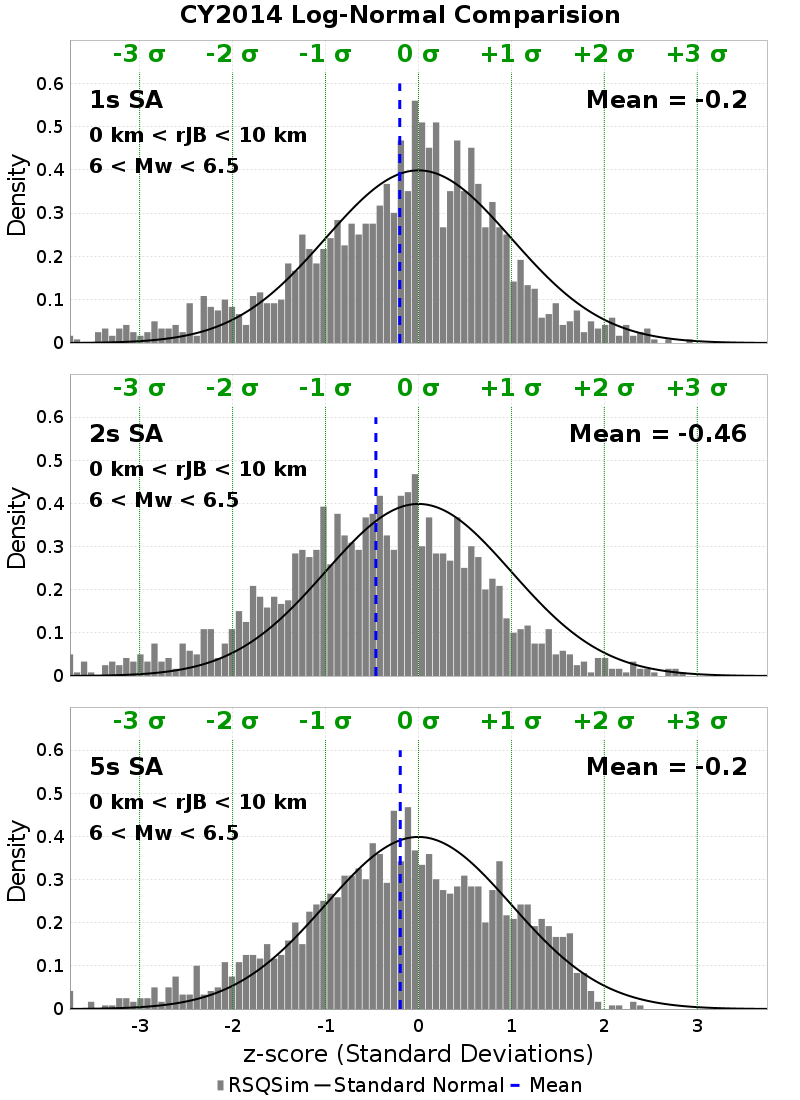 CY2014 Log-Normal Comparision
-3 σ -2 σ -1 σ 0 σ +1 σ +2 σ +3 σ
0.6
1s SA Mean = -0.2
0.5
0 km < rJB < 10 km
6 < Mw < 6.5
0.4
0.3
0.2
0.1
0
Density
-3 σ -2 σ -1 σ 0 σ +1 σ +2 σ +3 σ
0.6
2s SA Mean = -0.46
0.5
0 km < rJB < 10 km
6 < Mw < 6.5
0.4
0.3
0.2
0.1
0
Density
-3 σ -2 σ -1 σ 0 σ +1 σ +2 σ +3 σ
0.6
5s SA Mean = -0.2
0.5
0 km < rJB < 10 km
6 < Mw < 6.5
0.4
0.3
0.2
0.1
0
Density
-3 -2 -1 0 1 2 3
z-score (Standard Deviations)
RSQSim Standard Normal Mean